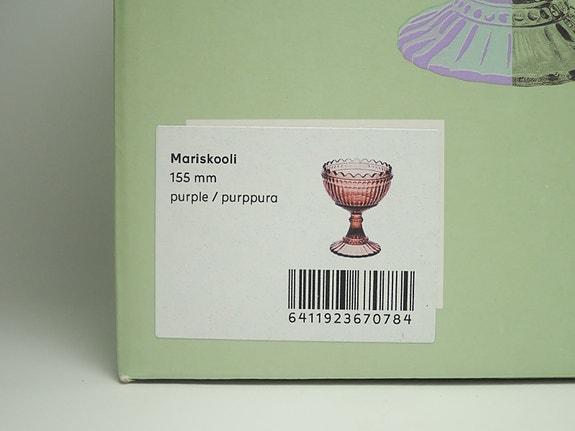 Mariskooli
155 mm
purple / purppura
6411923670784